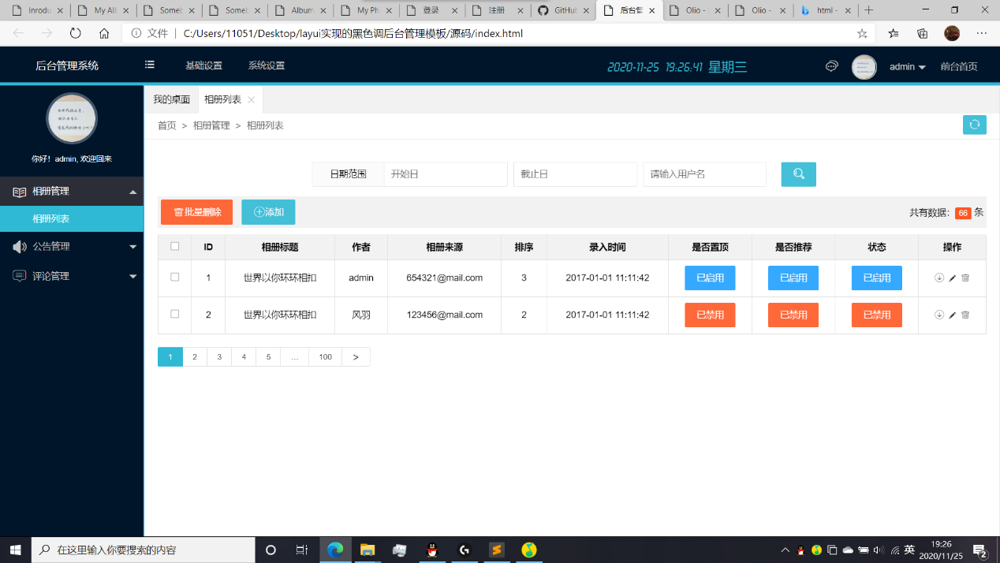 Inrodu
My Alb
Someb
Someb
Album
My Ph
登录
注册
GitHub
后台管
Olio -
Olio -
html -
文件 C:/Users/11051/Desktop/layui实现的黑色调后台管理模板/源码/index.html
后台管理系统 基础设置 系统设置 2020-11-25 19:26:41 星期三 admin 前台首页
我的桌面 相册列表
首页 > 相册管理 > 相册列表
你好！admin, 欢迎回来
相册管理
相册列表
公告管理
评论管理
日期范围 开始日 截止日 请输入用户名
批量删除 添加 共有数据：66 条
ID 相册标题 作者 相册来源 排序 录入时间 是否置顶 是否推荐 状态 操作
1 世界以你环环相扣 admin 654321@mail.com 3 2017-01-01 11:11:42 已启用 已启用 已启用
2 世界以你环环相扣 风羽 123456@mail.com 2 2017-01-01 11:11:42 已禁用 已禁用 已禁用
1 2 3 4 5 ... 100 >
在这里输入你要搜索的内容
英 19:26
2020/11/25
2